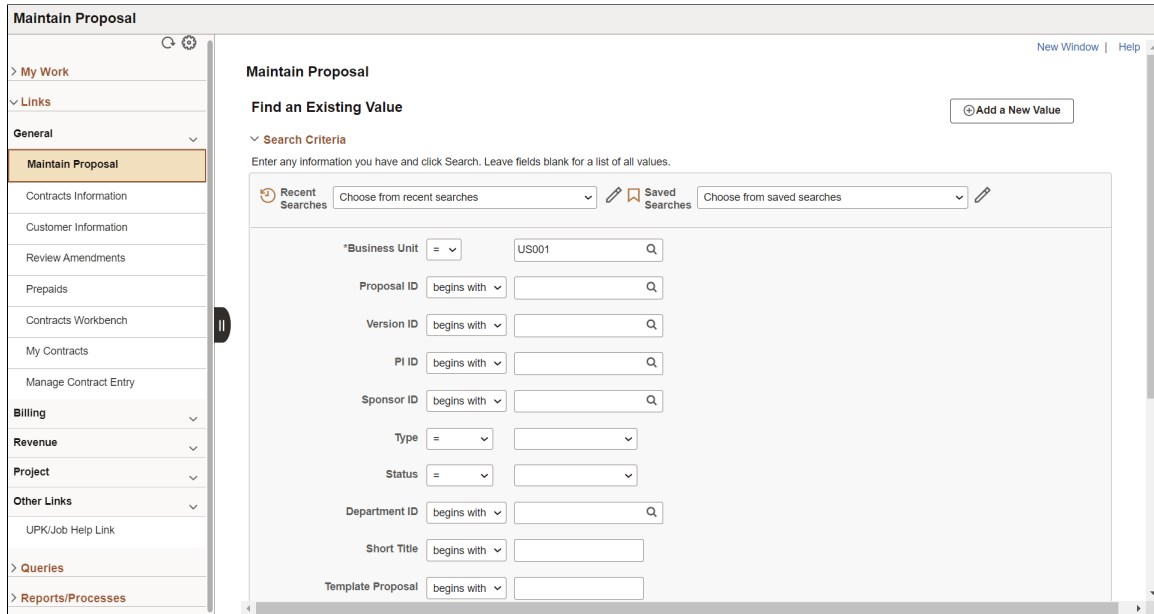 Maintain Proposal
My Work
Links
General
Maintain Proposal
Contracts Information
Customer Information
Review Amendments
Prepaids
Contracts Workbench
My Contracts
Manage Contract Entry
Billing
Revenue
Project
Other Links
UPK/Job Help Link
Queries
Reports/Processes
New Window | Help
Maintain Proposal
Find an Existing Value
Add a New Value
Search Criteria
Enter any information you have and click Search. Leave fields blank for a list of all values.
Recent Searches Choose from recent searches Saved Searches Choose from saved searches
*Business Unit = US001
Proposal ID begins with
Version ID begins with
PI ID begins with
Sponsor ID begins with
Type =
Status =
Department ID begins with
Short Title begins with
Template Proposal begins with